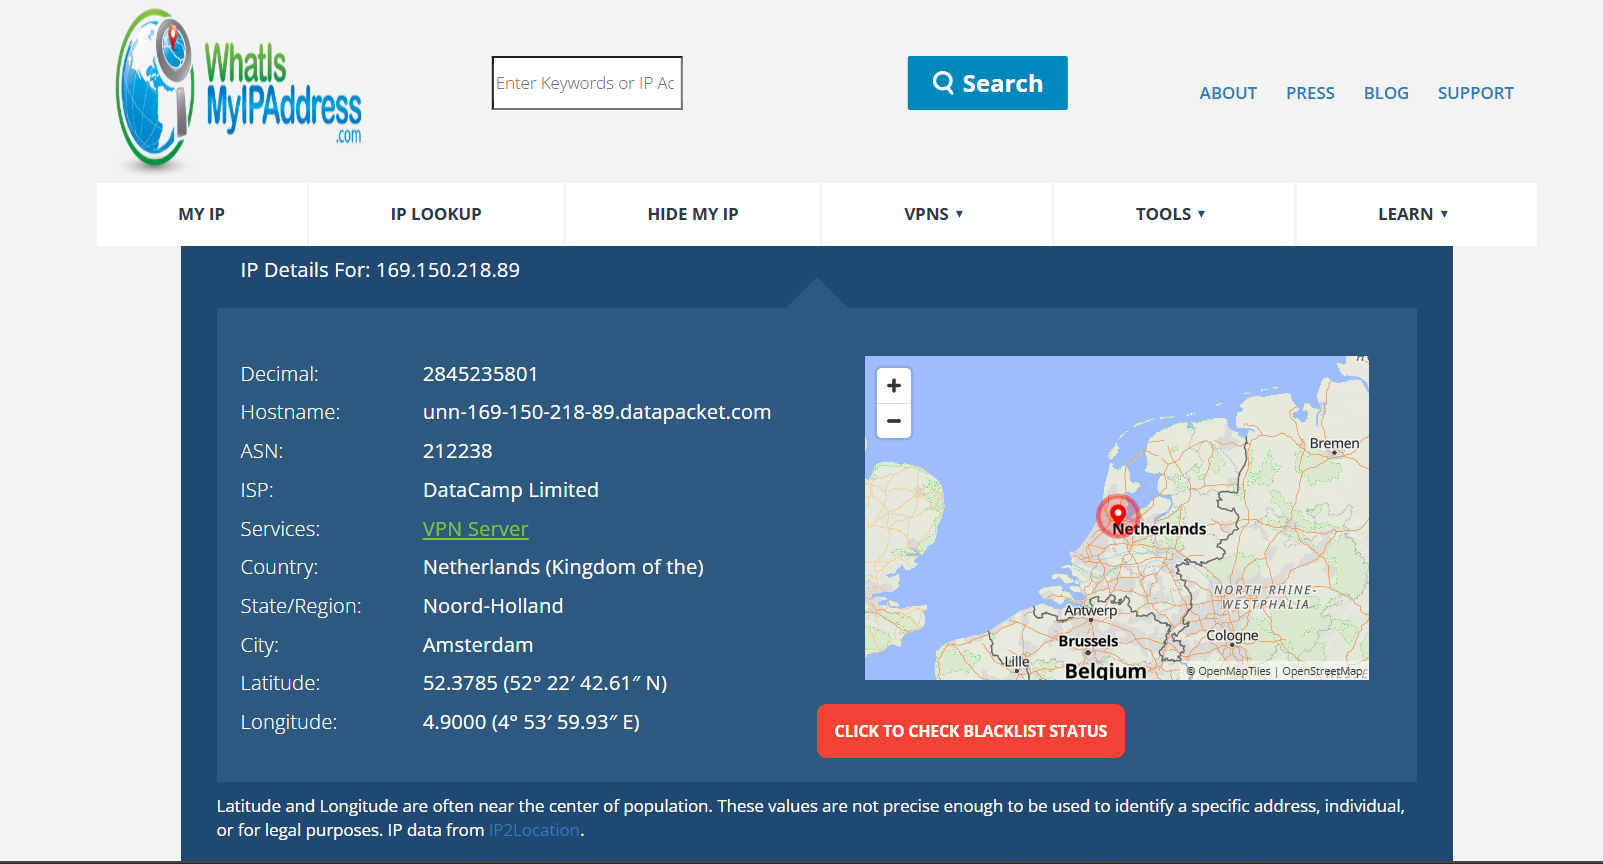 WhatIs
MyIPAddress
.com
Enter Keywords or IP Ac
Search
ABOUT PRESS BLOG SUPPORT
MY IP IP LOOKUP HIDE MY IP VPNS ▼ TOOLS ▼ LEARN ▼
IP Details For: 169.150.218.89
Decimal: 2845235801
Hostname: unn-169-150-218-89.datapacket.com
ASN: 212238
ISP: DataCamp Limited
Services: VPN Server
Country: Netherlands (Kingdom of the)
State/Region: Noord-Holland
City: Amsterdam
Latitude: 52.3785 (52° 22′ 42.61″ N)
Longitude: 4.9000 (4° 53′ 59.93″ E)
+
−
Bremen
Netherlands
NORTH RHINE-
WESTPHALIA
Antwerp
Cologne
Brussels
Lille
Belgium
© OpenMapTiles | OpenStreetMap
CLICK TO CHECK BLACKLIST STATUS
Latitude and Longitude are often near the center of population. These values are not precise enough to be used to identify a specific address, individual,
or for legal purposes. IP data from IP2Location.